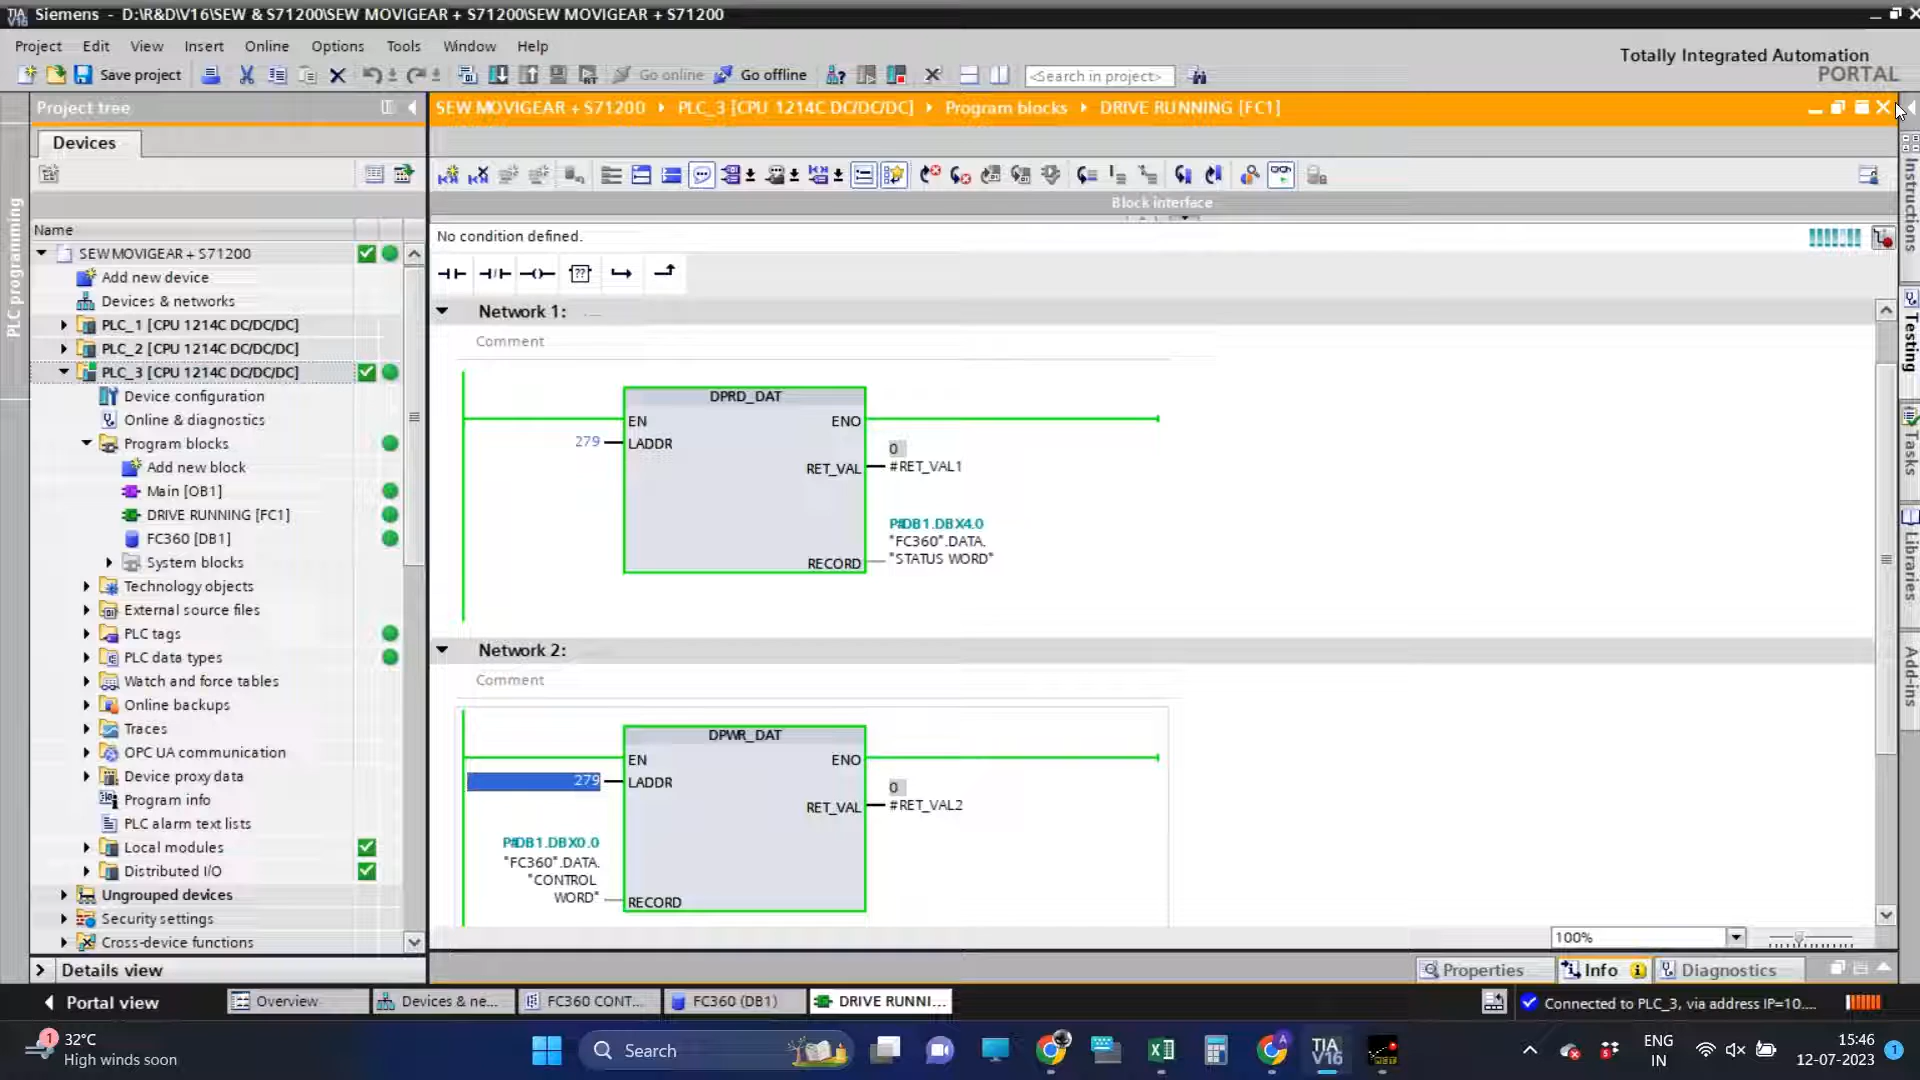 Siemens  -  D:\R&D\V16\SEW & S71200\SEW MOVIGEAR + S71200\SEW MOVIGEAR + S71200
Project Edit View Insert Online Options Tools Window Help
Totally Integrated Automation
PORTAL
Save project
Go online
Go offline
<Search in project>
Project tree
SEW MOVIGEAR + S71200 PLC_3 [CPU 1214C DC/DC/DC] Program blocks DRIVE RUNNING [FC1]
Devices
Block interface
Name
No condition defined.
SEW MOVIGEAR + S71200
Add new device
Devices & networks
PLC_1 [CPU 1214C DC/DC/DC]
PLC_2 [CPU 1214C DC/DC/DC]
PLC_3 [CPU 1214C DC/DC/DC]
Device configuration
Online & diagnostics
Program blocks
Add new block
Main [OB1]
DRIVE RUNNING [FC1]
FC360 [DB1]
System blocks
Technology objects
External source files
PLC tags
PLC data types
Watch and force tables
Online backups
Traces
OPC UA communication
Device proxy data
Program info
PLC alarm text lists
Local modules
Distributed I/O
Ungrouped devices
Security settings
Cross-device functions
Details view
PLC programming
Network 1:
Comment
DPRD_DAT
EN
ENO
279
LADDR
0
RET_VAL
#RET_VAL1
P#DB1.DBX4.0
"FC360".DATA.
"STATUS WORD"
RECORD
Network 2:
Comment
DPWR_DAT
EN
ENO
279
LADDR
0
RET_VAL
#RET_VAL2
P#DB1.DBX0.0
"FC360".DATA.
"CONTROL
WORD"
RECORD
100%
Instructions
Testing
Tasks
Libraries
Add-ins
Properties
Info
Diagnostics
Portal view
Overview
Devices & ne...
FC360 CONT...
FC360 (DB1)
DRIVE RUNNI...
Connected to PLC_3, via address IP=10....
1
32°C
High winds soon
Search
TIA
V16
ENG
IN
15:46
12-07-2023
1